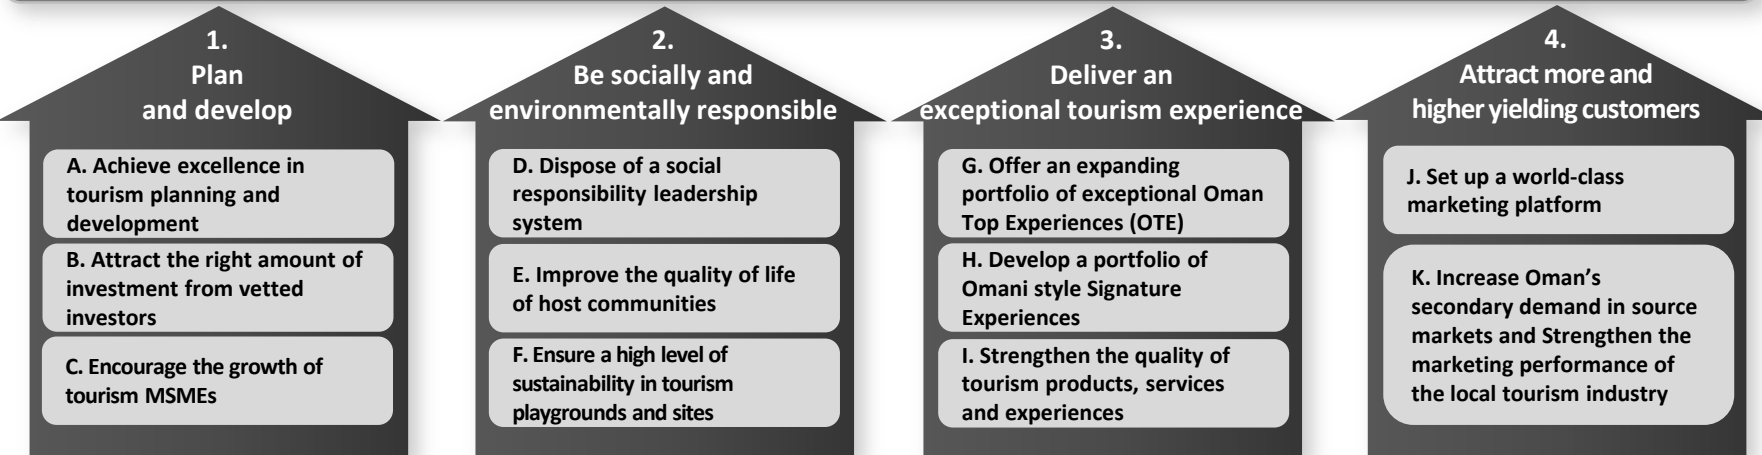 1.
Plan
and develop
A. Achieve excellence in
tourism planning and
development
B. Attract the right amount of
investment from vetted
investors
C. Encourage the growth of
tourism MSMEs
2.
Be socially and
environmentally responsible
D. Dispose of a social
responsibility leadership
system
E. Improve the quality of life
of host communities
F. Ensure a high level of
sustainability in tourism
playgrounds and sites
3.
Deliver an
exceptional tourism experience
G. Offer an expanding
portfolio of exceptional Oman
Top Experiences (OTE)
H. Develop a portfolio of
Omani style Signature
Experiences
I. Strengthen the quality of
tourism products, services
and experiences
4.
Attract more and
higher yielding customers
J. Set up a world-class
marketing platform
K. Increase Oman’s
secondary demand in source
markets and Strengthen the
marketing performance of
the local tourism industry